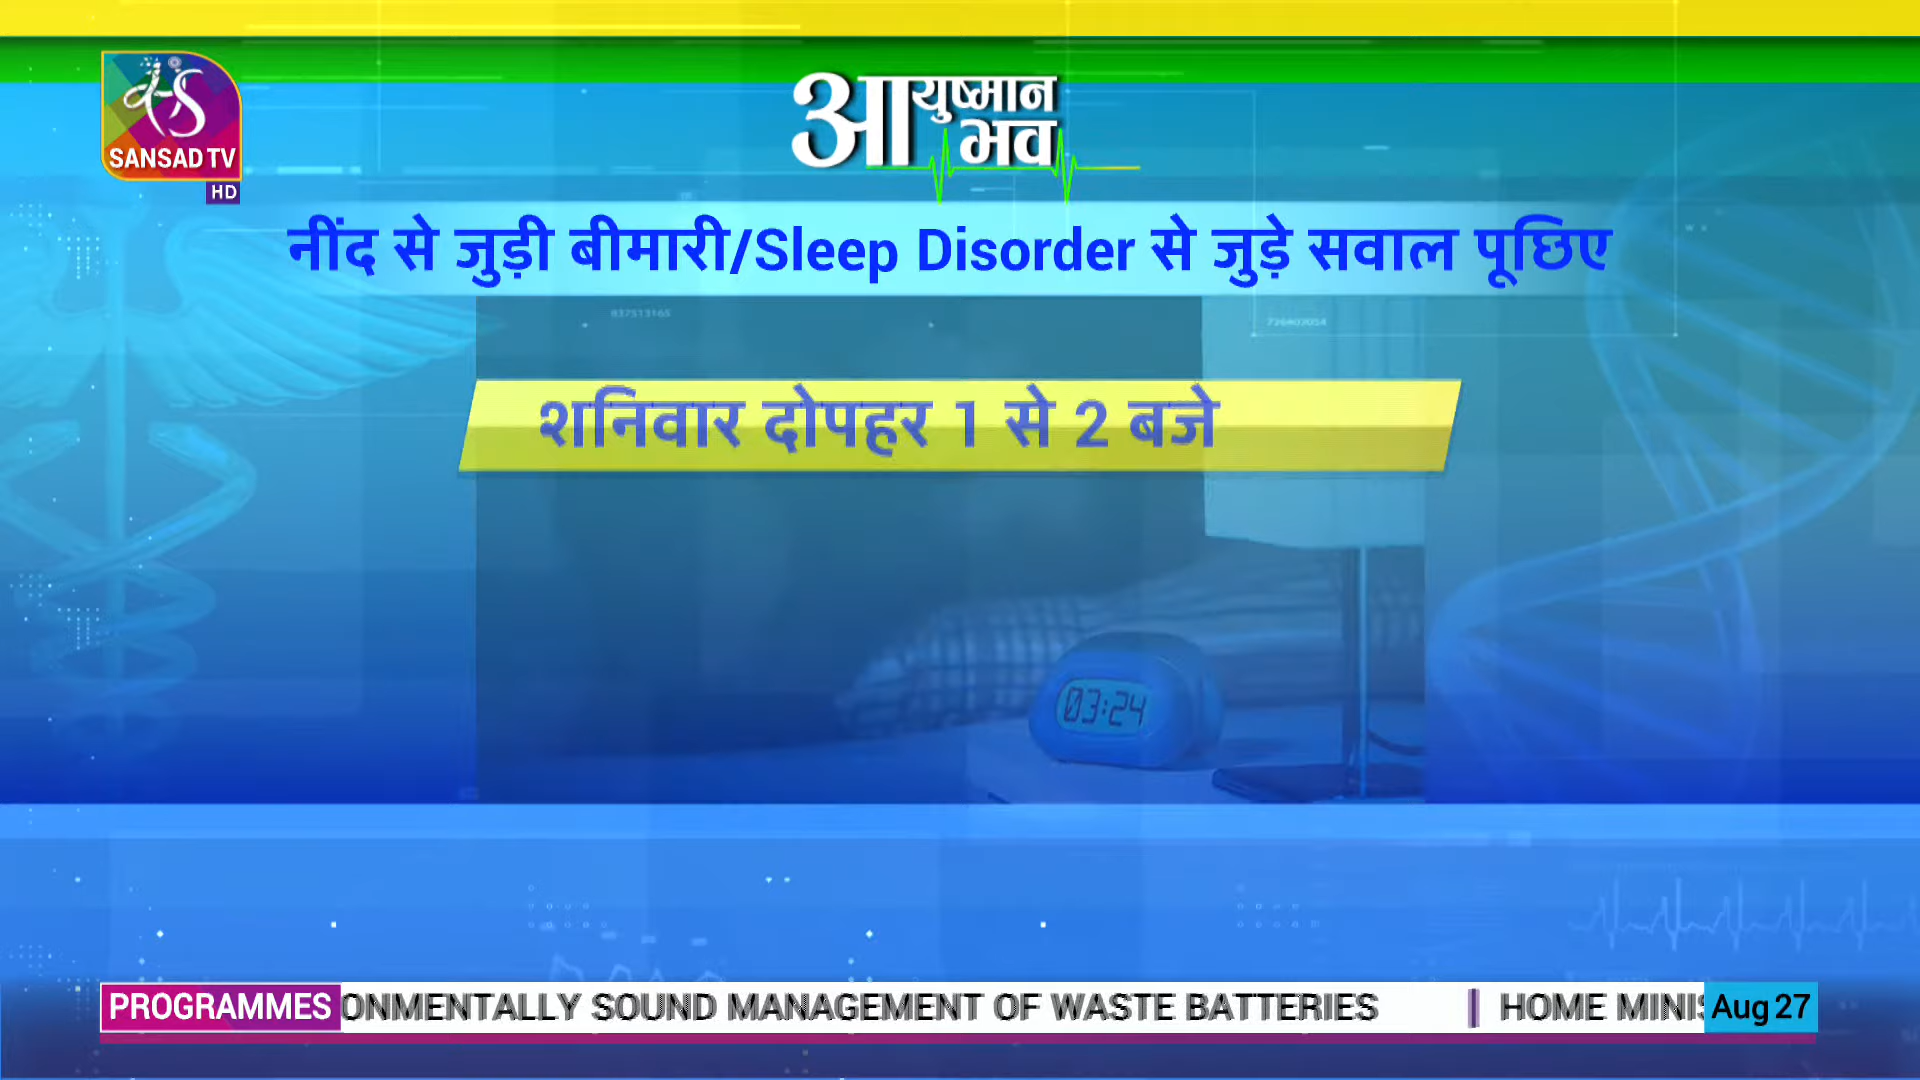 SANSAD TV
HD
आयुष्मान
भव
नींद से जुड़ी बीमारी/Sleep Disorder से जुड़े सवाल पूछिए
837513165
शनिवार दोपहर 1 से 2 बजे
03:24
PROGRAMMES ONMENTALLY SOUND MANAGEMENT OF WASTE BATTERIES | HOME MINIS Aug 27